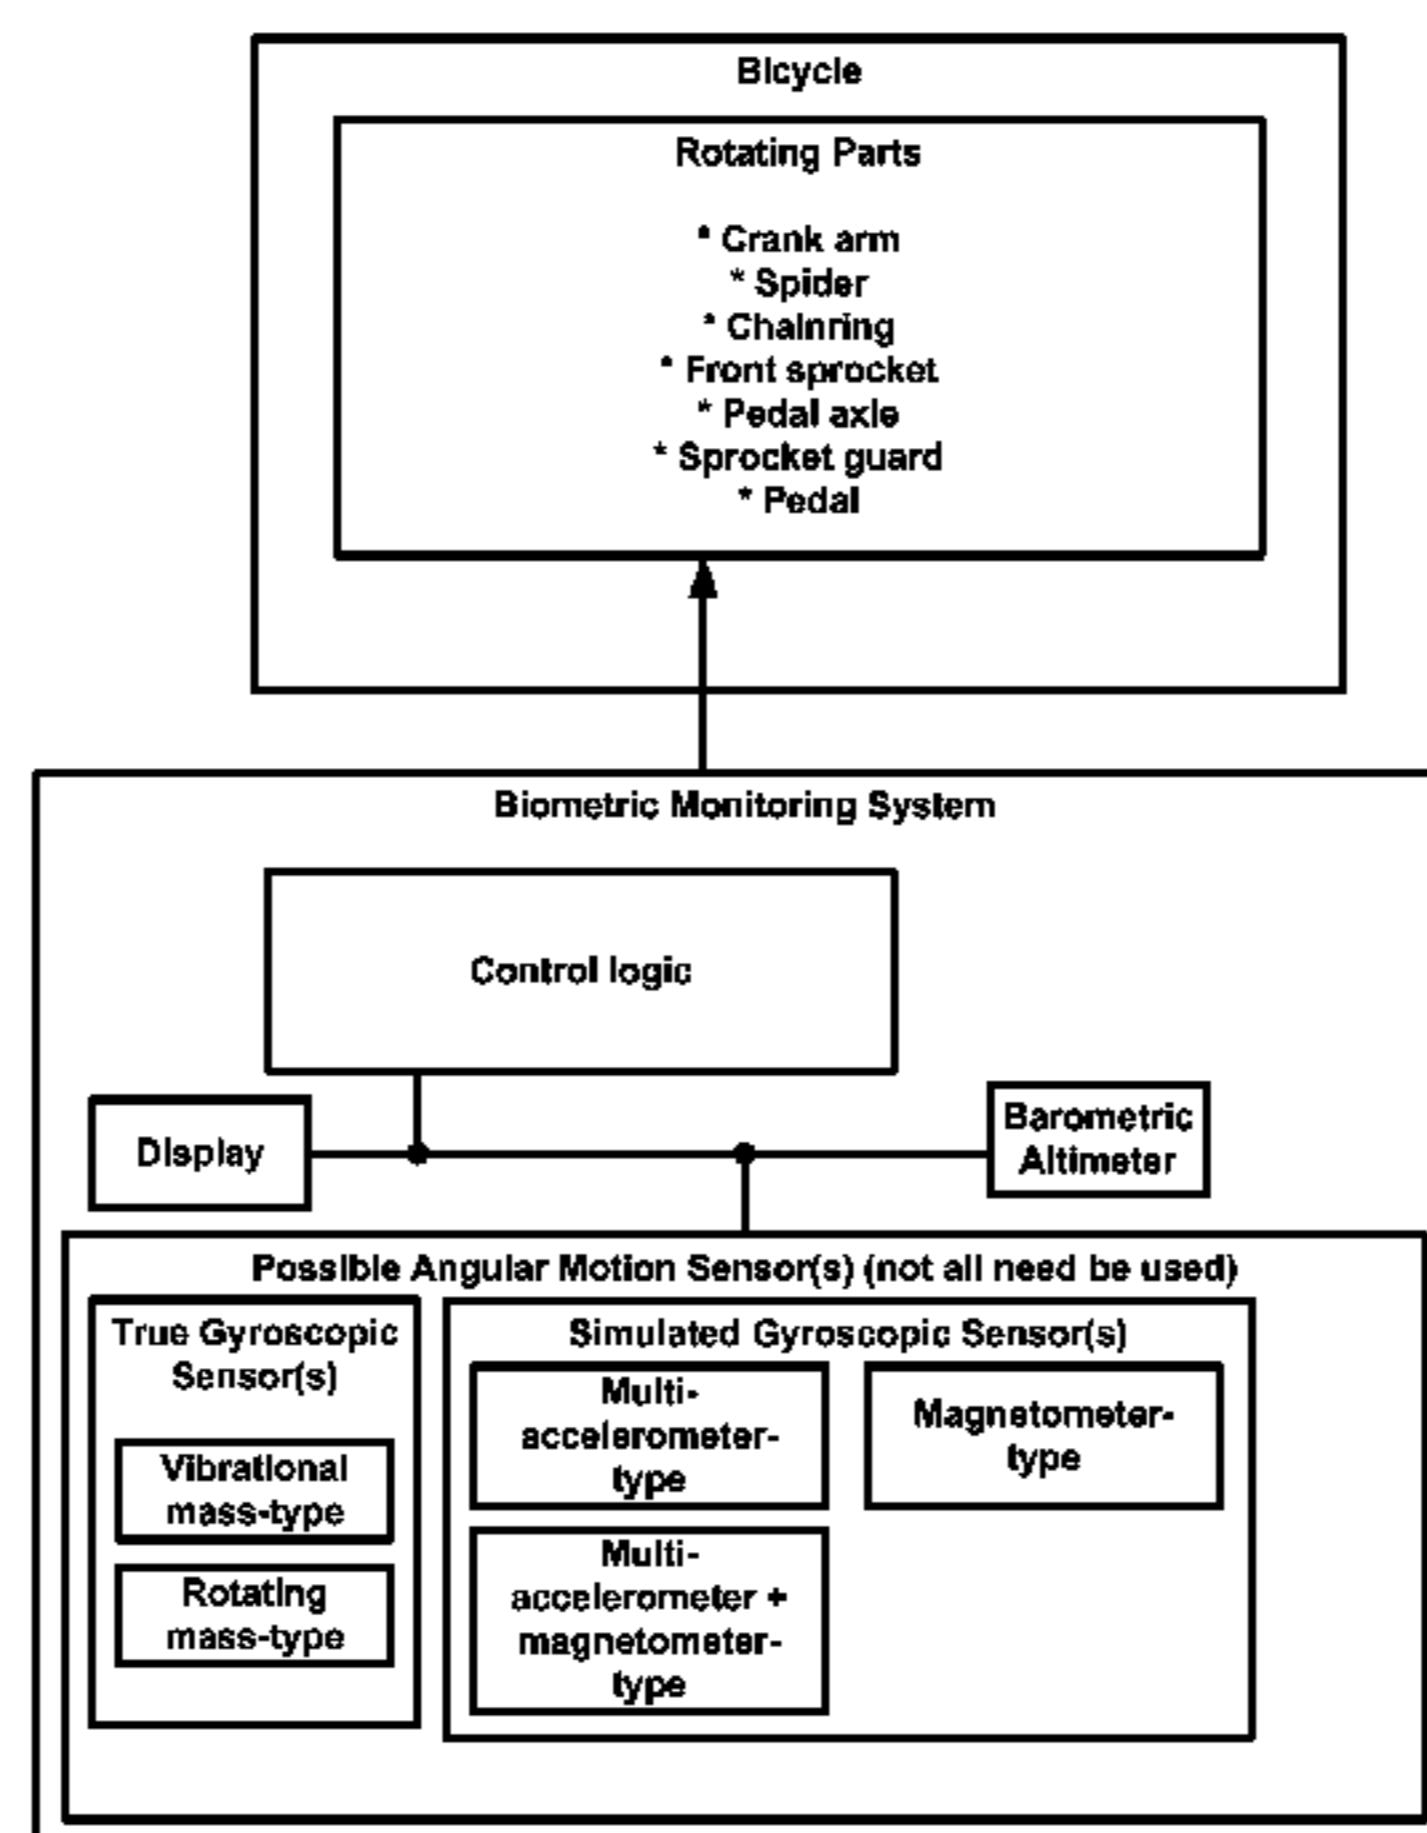 Bicycle
Rotating Parts
* Crank arm
* Spider
* Chainring
* Front sprocket
* Pedal axle
* Sprocket guard
* Pedal
Biometric Monitoring System
Control logic
Display
Barometric
Altimeter
Possible Angular Motion Sensor(s) (not all need be used)
True Gyroscopic
Sensor(s)
Vibrational
mass-type
Rotating
mass-type
Simulated Gyroscopic Sensor(s)
Multi-
accelerometer-
type
Magnetometer-
type
Multi-
accelerometer +
magnetometer-
type